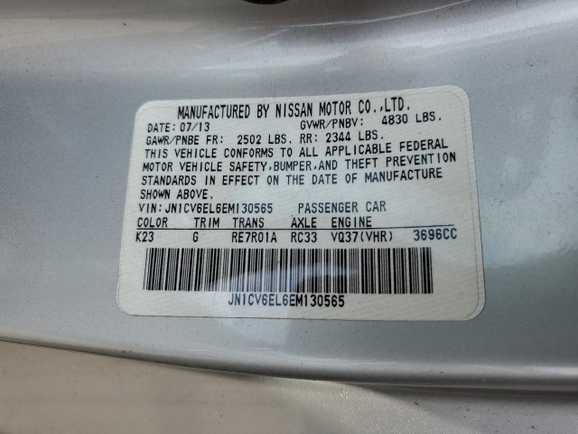 MANUFACTURED BY NISSAN MOTOR CO.,LTD.
DATE: 07/13 GVWR/PNBV: 4830 LBS.
GAWR/PNBE FR: 2502 LBS. RR: 2344 LBS.
THIS VEHICLE CONFORMS TO ALL APPLICABLE FEDERAL
MOTOR VEHICLE SAFETY, BUMPER, AND THEFT PREVENTION
STANDARDS IN EFFECT ON THE DATE OF MANUFACTURE
SHOWN ABOVE.
VIN: JN1CV6EL6EM130565 PASSENGER CAR
COLOR TRIM TRANS AXLE ENGINE
K23 G RE7R01A RC33 VQ37(VHR) 3696CC
JN1CV6EL6EM130565